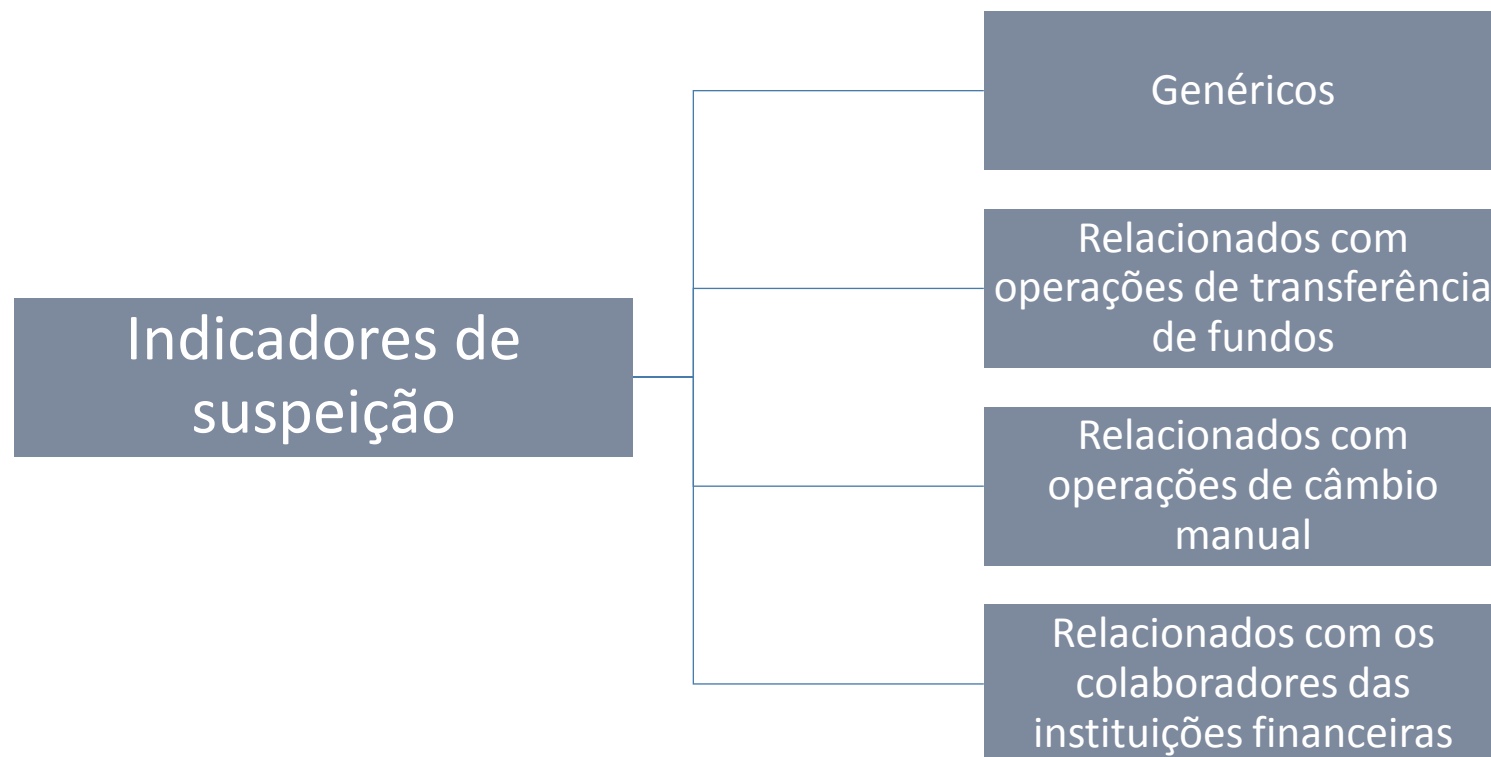 Indicadores de
suspeição
Genéricos
Relacionados com
operações de transferência
de fundos
Relacionados com
operações de câmbio
manual
Relacionados com os
colaboradores das
instituições financeiras